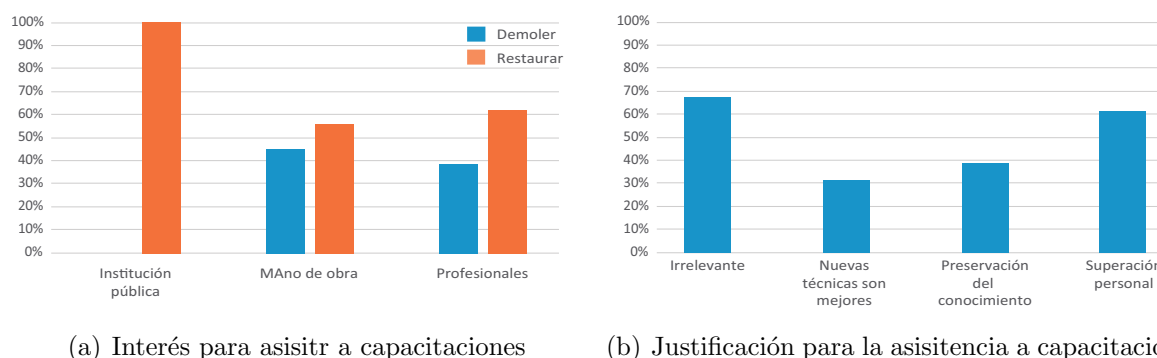 100%
90%
80%
70%
60%
50%
40%
30%
20%
10%
0%
Demoler
Restaurar
Institución
pública
MAno de obra
Profesionales
(a) Interés para asisitr a capacitaciones
100%
90%
80%
70%
60%
50%
40%
30%
20%
10%
0%
Irrelevante
Nuevas
técnicas son
mejores
Preservación
del
conocimiento
Superación
personal
(b) Justificación para la asisitencia a capacitacio